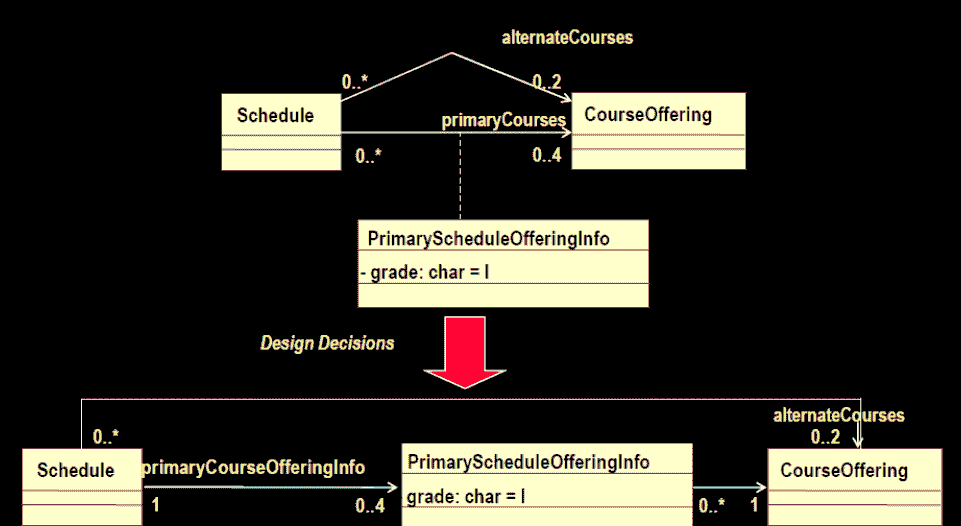 alternateCourses
0..*
0..2
Schedule
CourseOffering
primaryCourses
0..*
0..4
PrimaryScheduleOfferingInfo
- grade: char = I
Design Decisions
alternateCourses
0..*
0..2
Schedule
primaryCourseOfferingInfo
PrimaryScheduleOfferingInfo
CourseOffering
1
0..4
grade: char = I
0..*
1